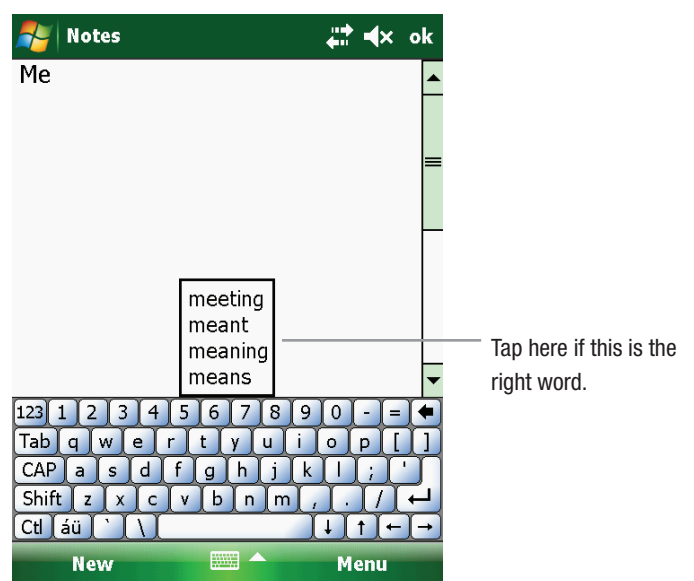 Notes ok
Me
meeting
meant
meaning
means
Tap here if this is the
right word.
123 1 2 3 4 5 6 7 8 9 0 - =
Tab q w e r t y u i o p [ ]
CAP a s d f g h j k l ; '
Shift z x c v b n m , . /
Ctl áü ` \ ↓ ↑ ← →
New Menu